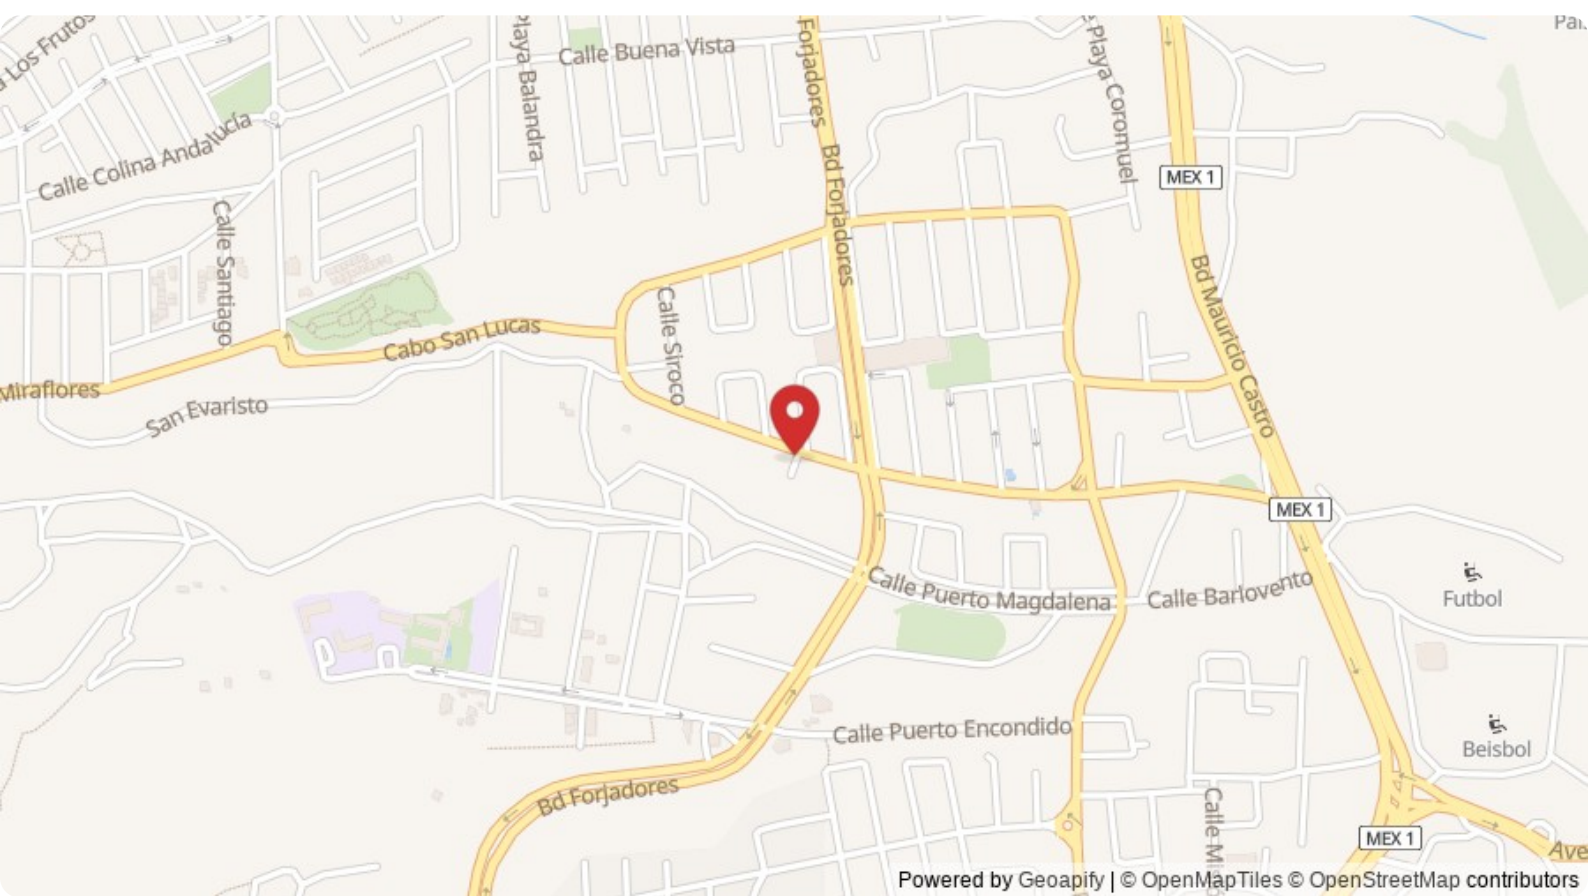 Los Frutos
Playa Balandra
Calle Buena Vista
Forjadores
Playa Coromuel
Calle Colina Andalucía
Bd Forjadores
MEX 1
Calle Santiago
Bd Mauricio Castro
Calle Siroco
Cabo San Lucas
Miraflores
San Evaristo
MEX 1
Calle Puerto Magdalena
Calle Barlovento
Futbol
Calle Puerto Encondido
Beisbol
Bd Forjadores
MEX 1
Powered by Geoapify | © OpenMapTiles © OpenStreetMap contributors